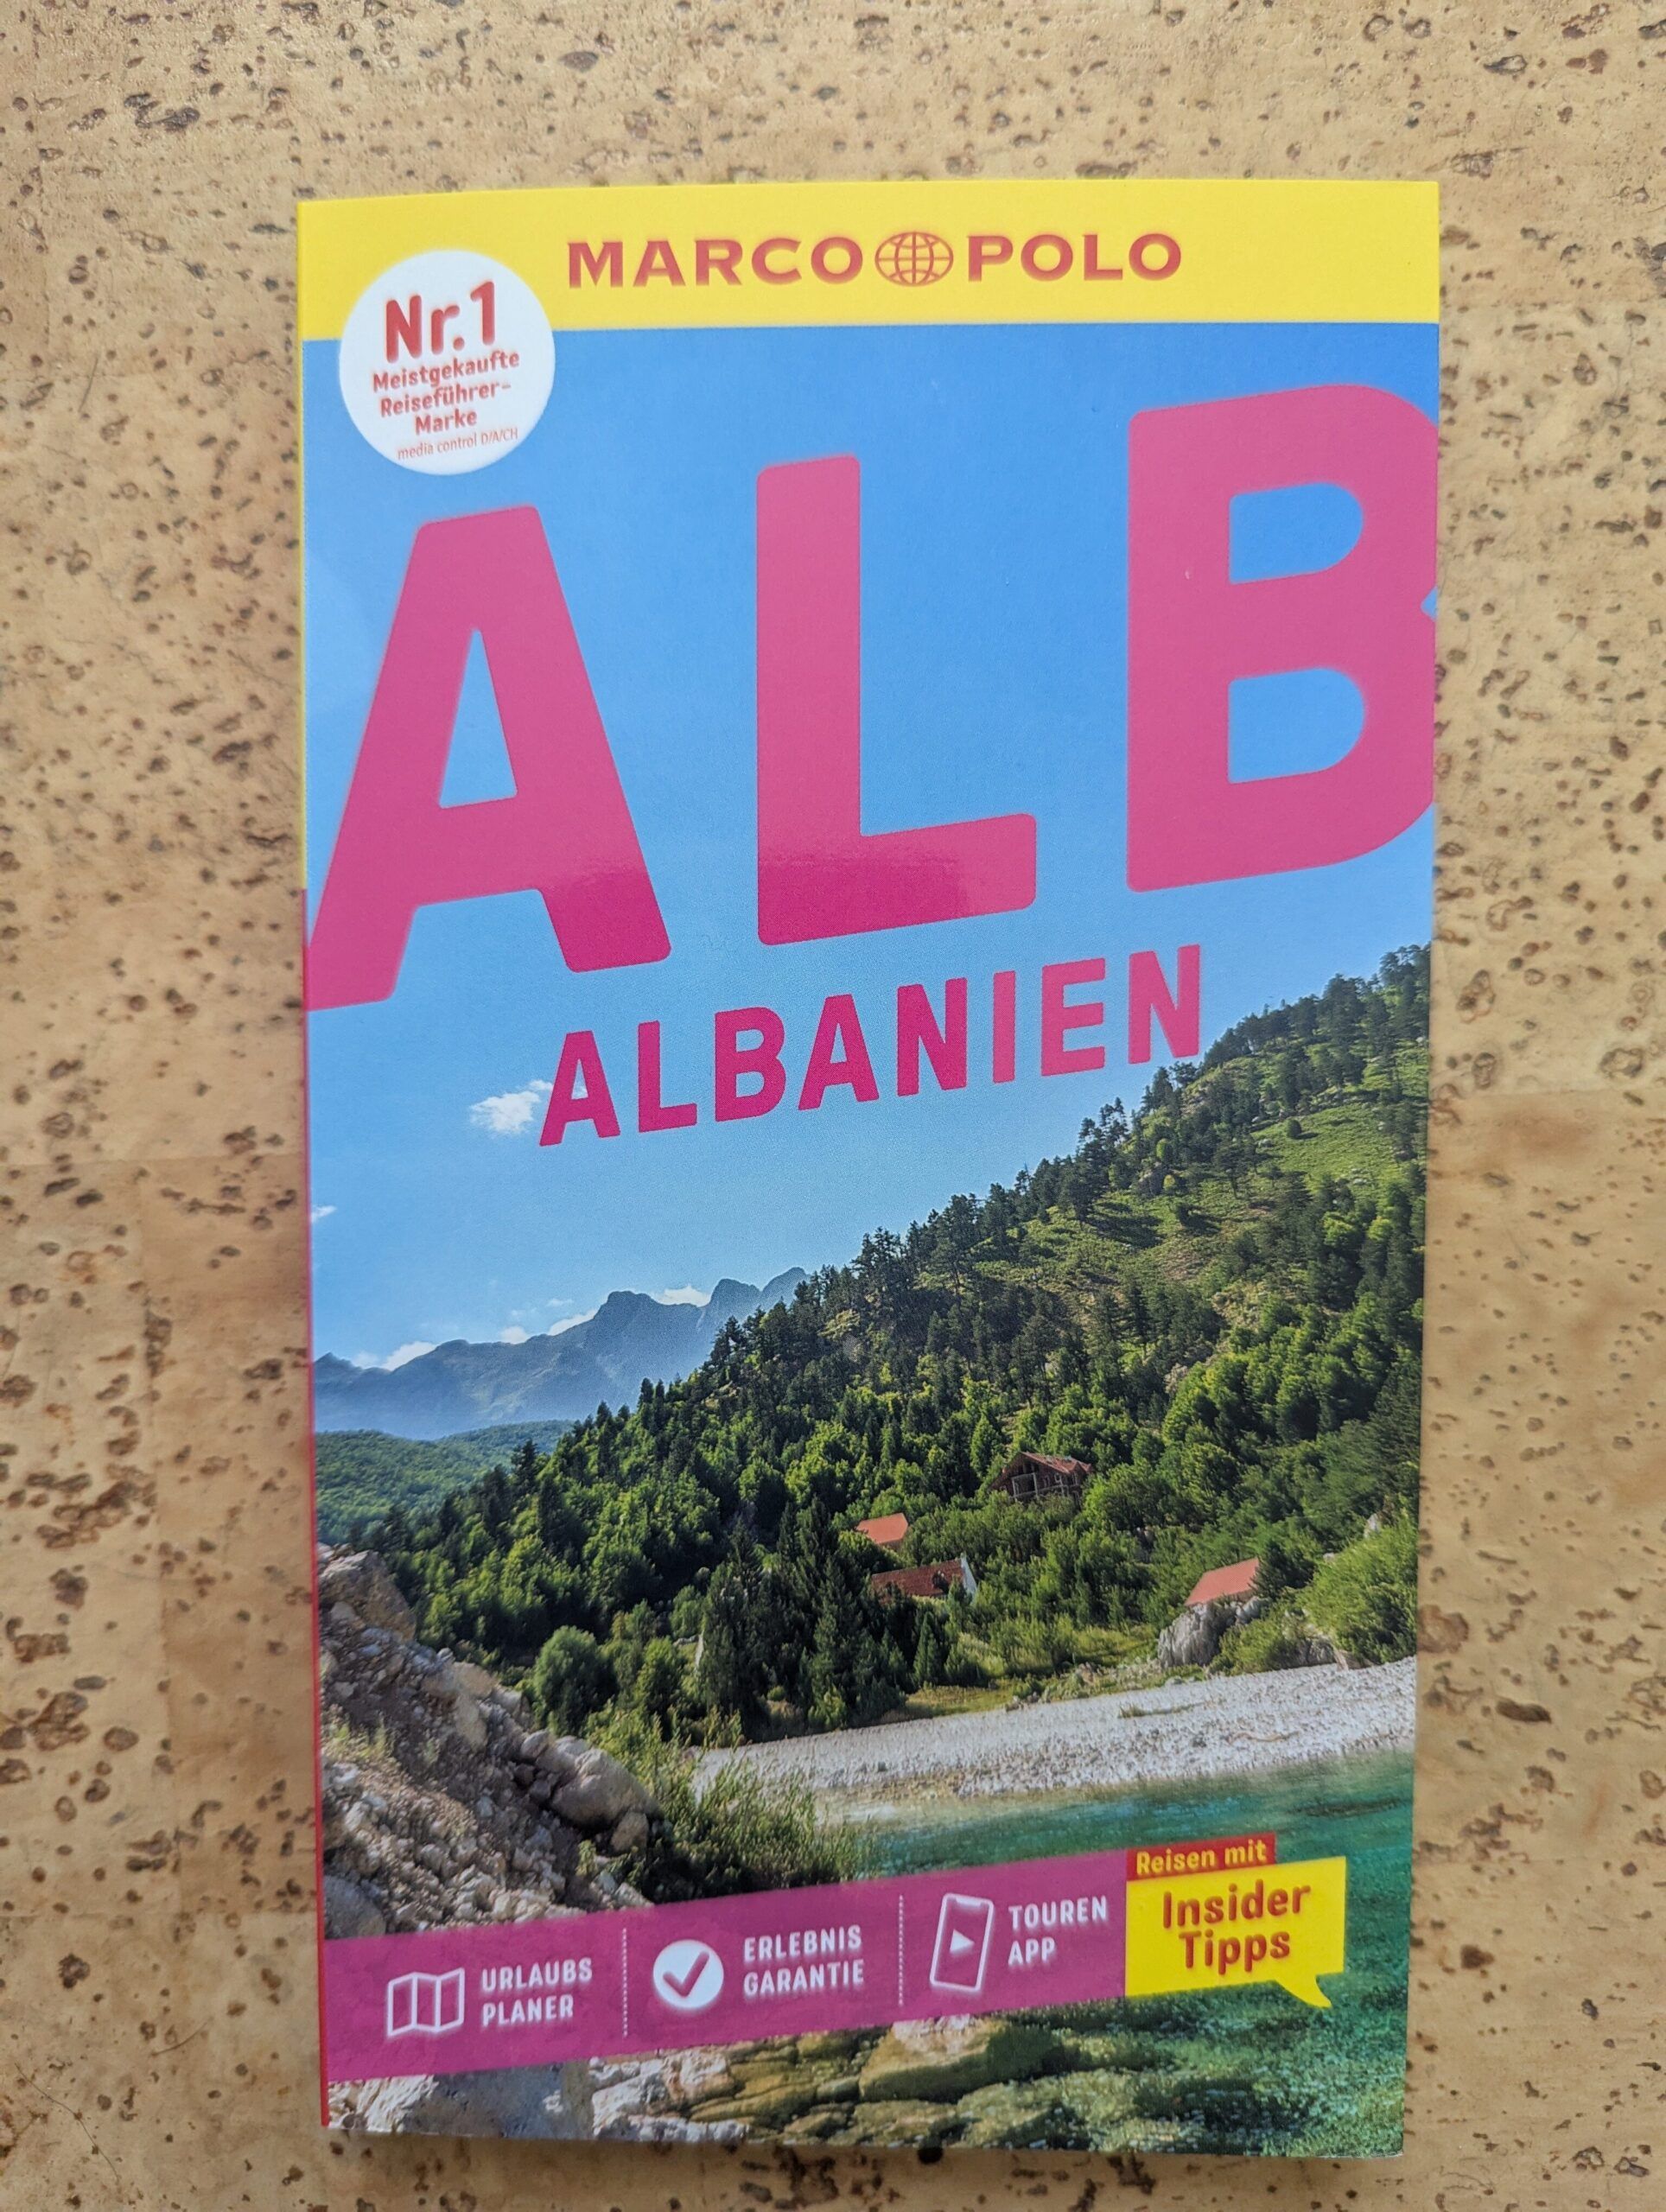 MARCO POLO
Nr.1
Meistgekaufte
Reiseführer-
Marke
media control D/A/CH
ALB
ALBANIEN
URLAUBS
PLANER
ERLEBNIS
GARANTIE
TOUREN
APP
Reisen mit
Insider
Tipps